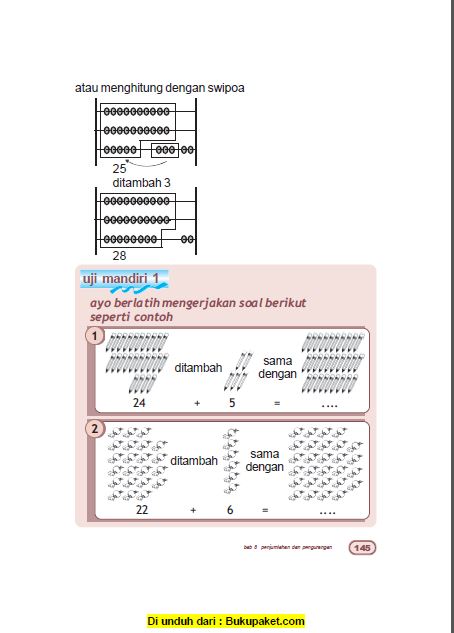 atau menghitung dengan swipoa
25
ditambah 3
28
uji mandiri 1
ayo berlatih mengerjakan soal berikut
seperti contoh
1
ditambah
sama
dengan
24 + 5 = ....
2
ditambah
sama
dengan
22 + 6 = ....
bab 8 penjumlahan dan pengurangan 145
Di unduh dari : Bukupaket.com